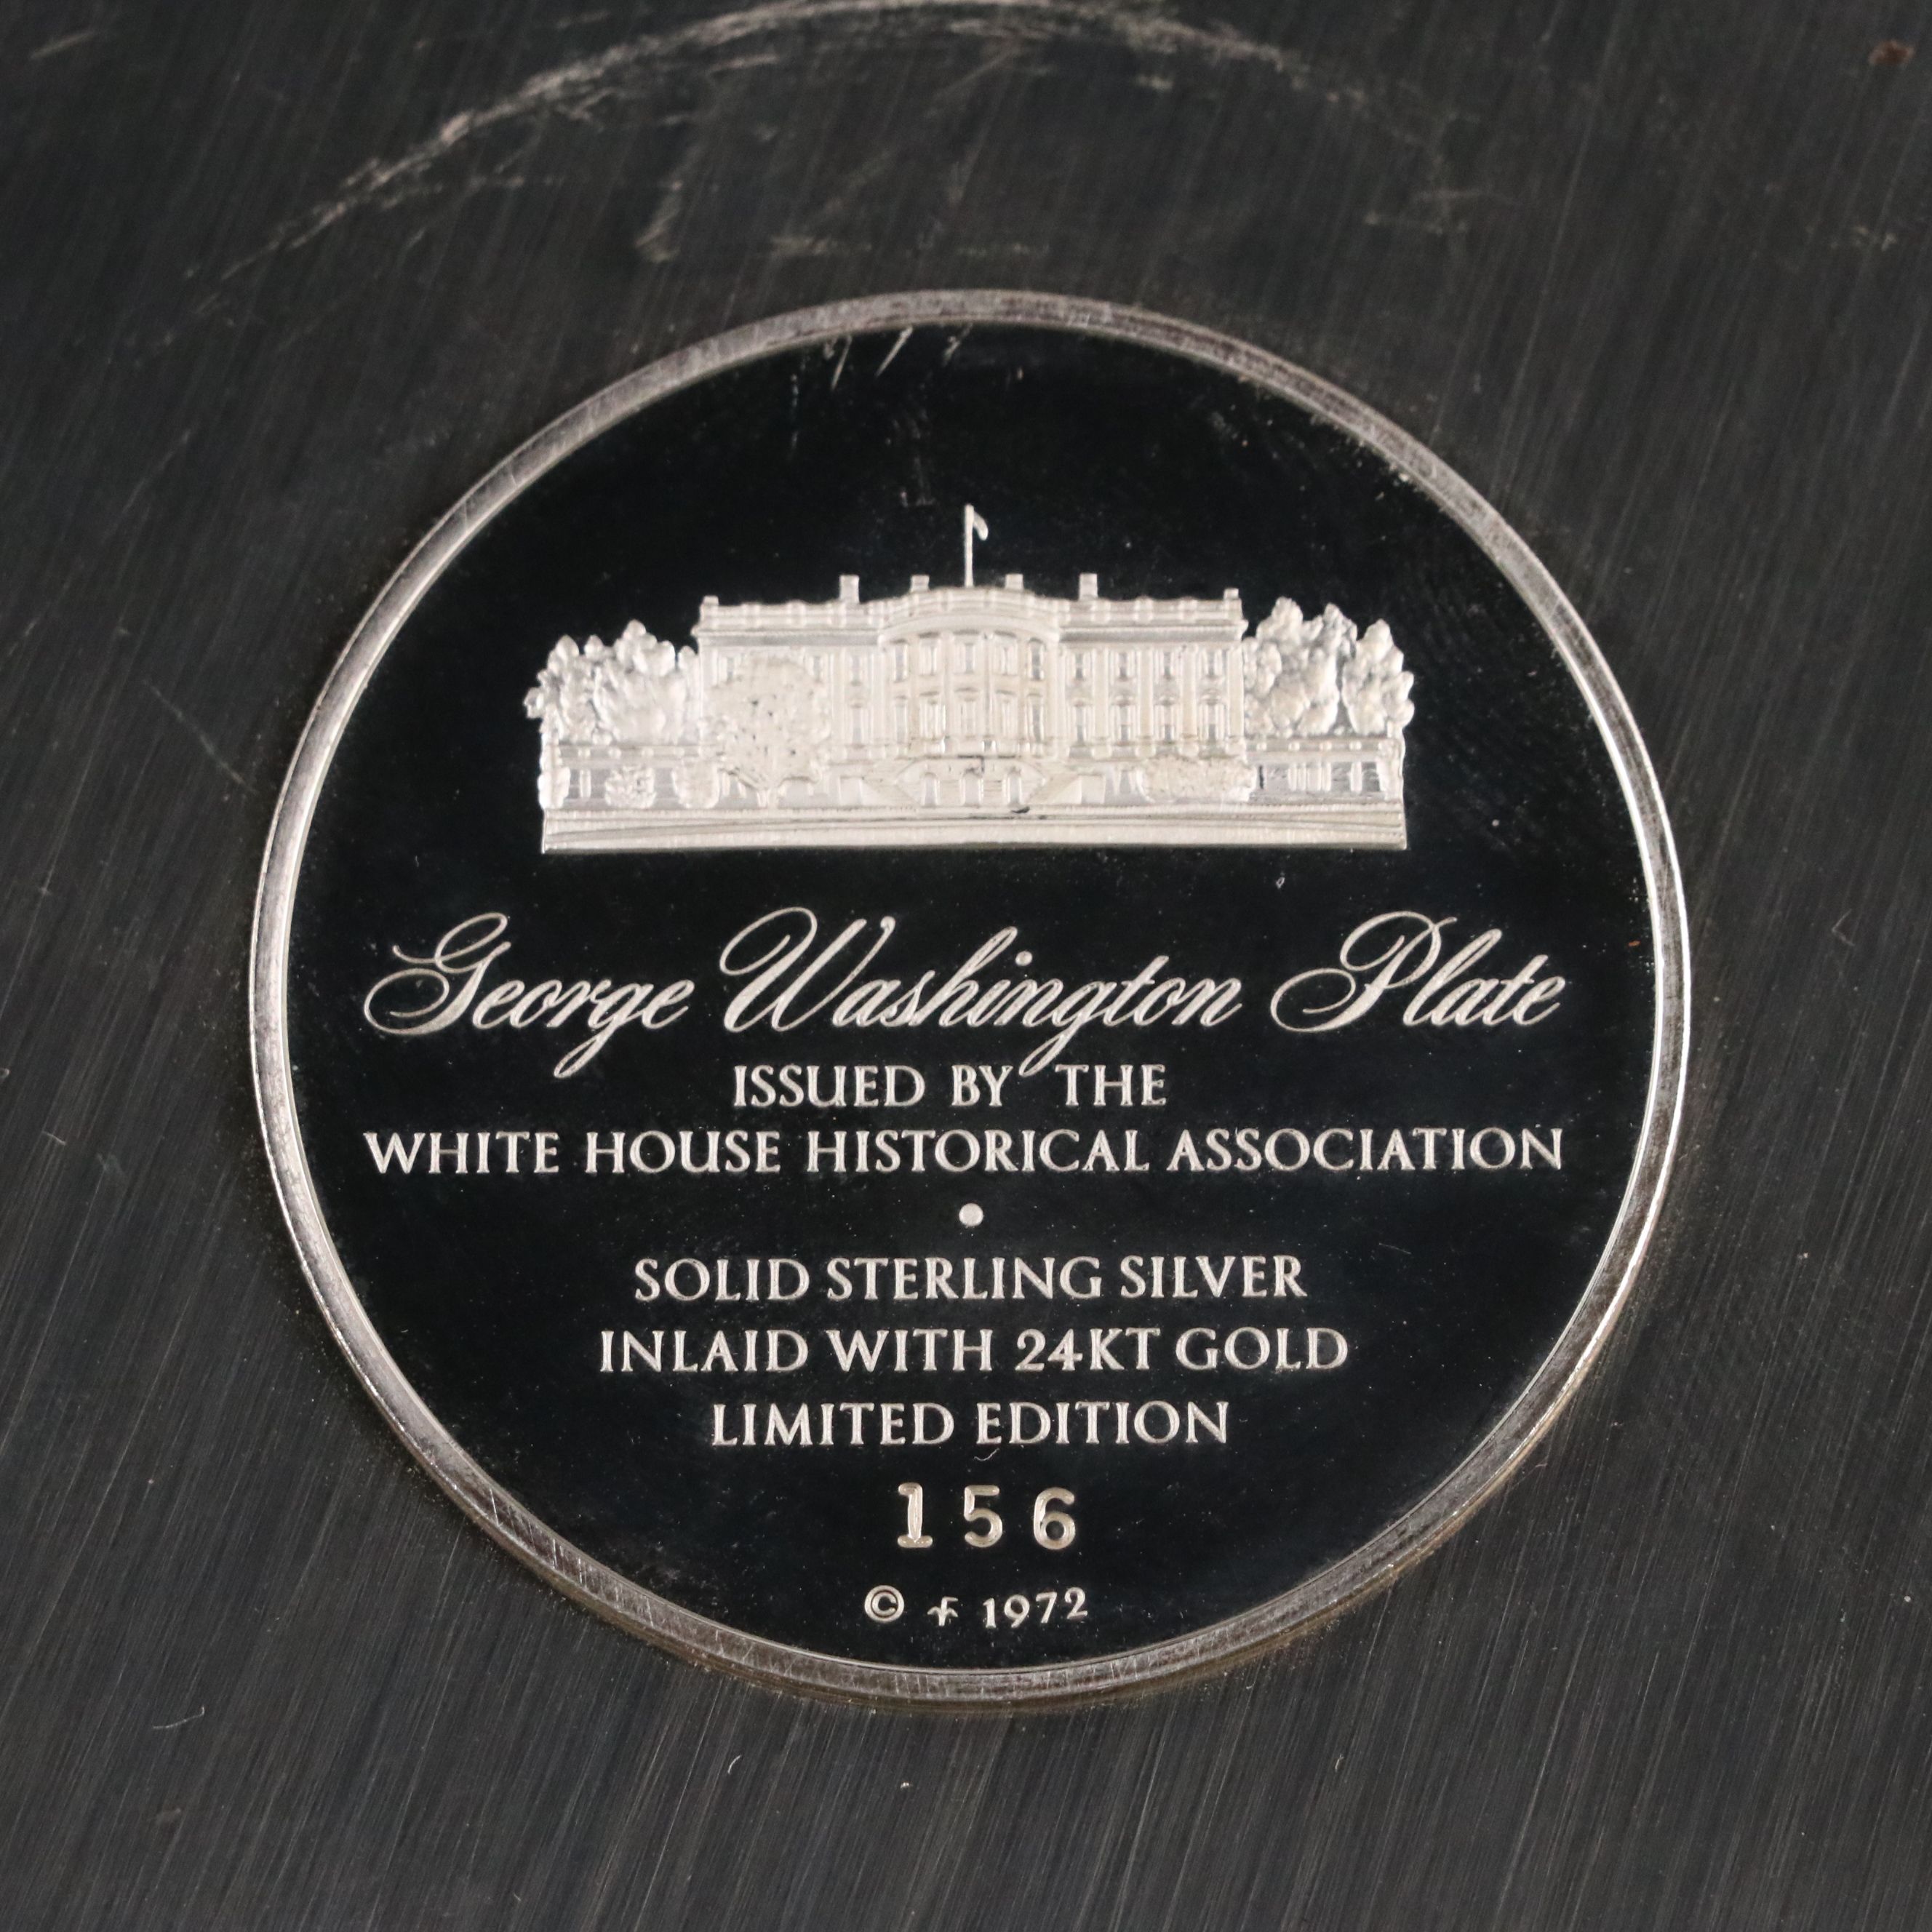 George Washington Plate
ISSUED BY THE
WHITE HOUSE HISTORICAL ASSOCIATION
•
SOLID STERLING SILVER
INLAID WITH 24KT GOLD
LIMITED EDITION
156
© f 1972